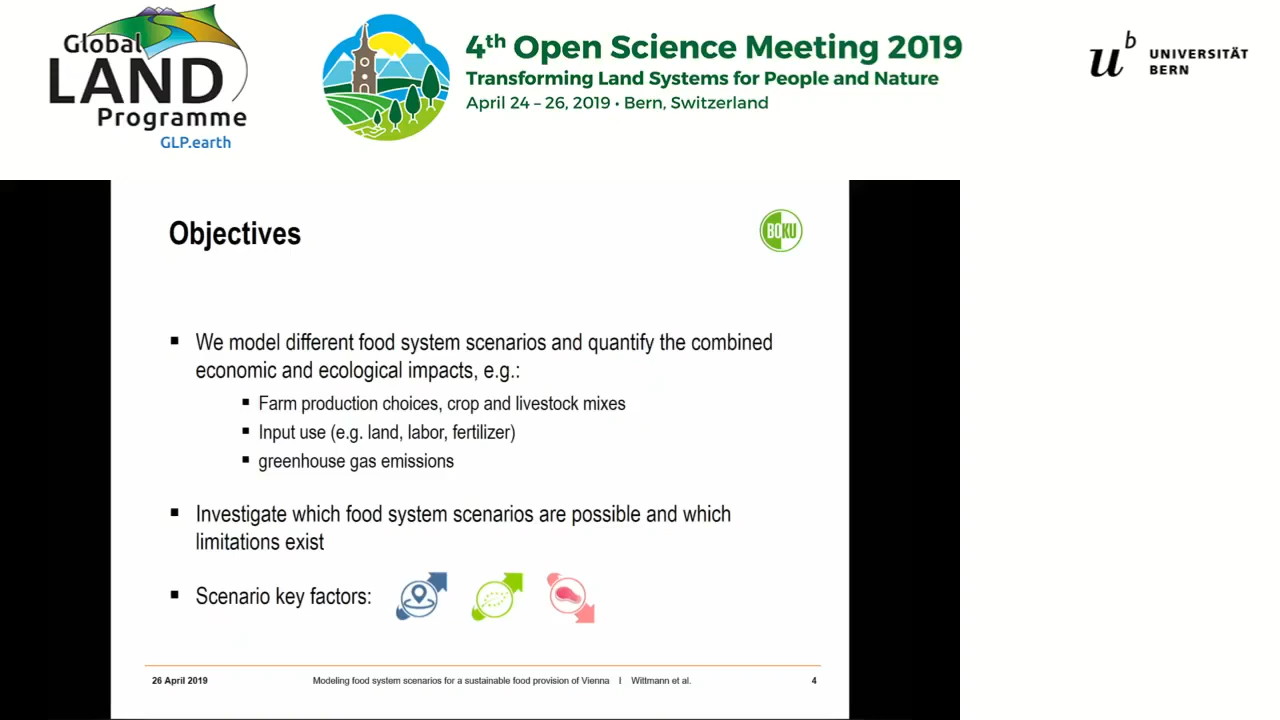 Global
LAND
Programme
GLP.earth
4th Open Science Meeting 2019
Transforming Land Systems for People and Nature
April 24 – 26, 2019 • Bern, Switzerland
u b
UNIVERSITÄT
BERN
Objectives
BOKU
▪ We model different food system scenarios and quantify the combined
economic and ecological impacts, e.g.:
▪ Farm production choices, crop and livestock mixes
▪ Input use (e.g. land, labor, fertilizer)
▪ greenhouse gas emissions
▪ Investigate which food system scenarios are possible and which
limitations exist
▪ Scenario key factors:
26 April 2019 Modeling food system scenarios for a sustainable food provision of Vienna I Wittmann et al. 4